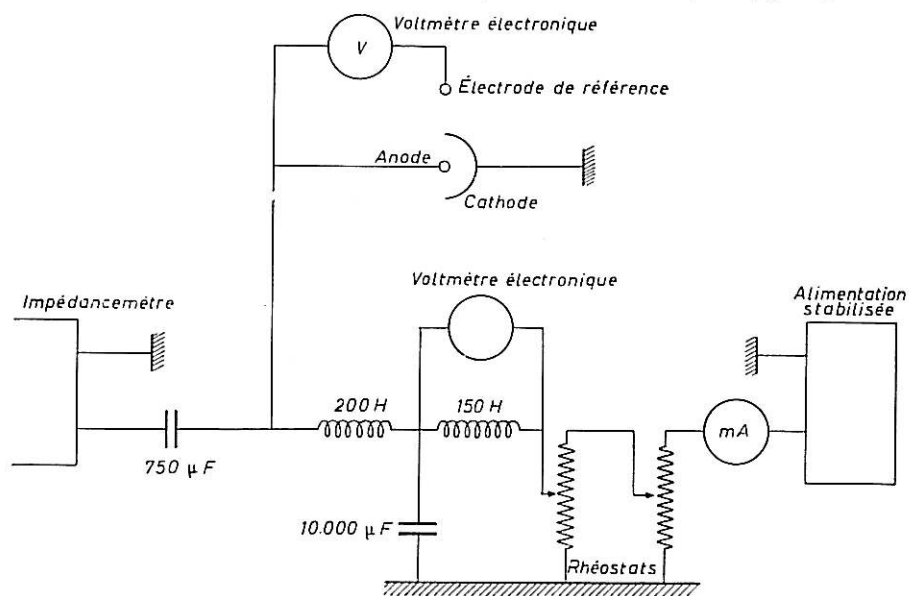 Voltmètre électronique
V
Électrode de référence
Anode
Cathode
Voltmètre électronique
Impédancemètre
Alimentation
stabilisée
200 H
150 H
mA
750 µF
10.000 µF
Rhéostats